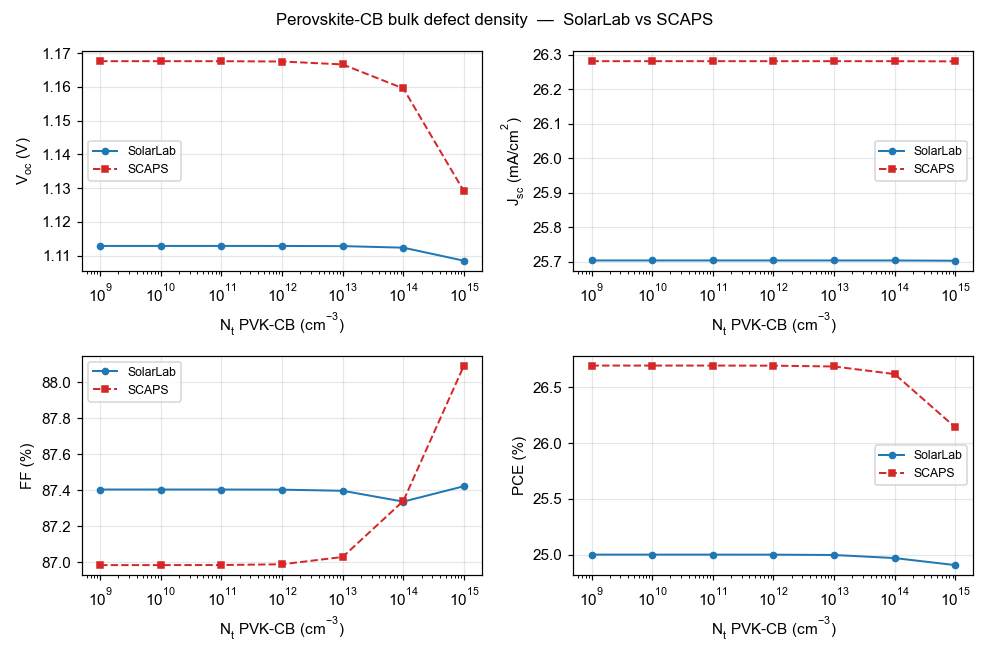 Perovskite-CB bulk defect density — SolarLab vs SCAPS
V_oc (V)
1.17
1.16
1.15
1.14
1.13
1.12
1.11
SolarLab
SCAPS
10^9 10^10 10^11 10^12 10^13 10^14 10^15
N_t PVK-CB (cm^−3)
J_sc (mA/cm^2)
26.3
26.2
26.1
26.0
25.9
25.8
25.7
SolarLab
SCAPS
10^9 10^10 10^11 10^12 10^13 10^14 10^15
N_t PVK-CB (cm^−3)
FF (%)
88.0
87.8
87.6
87.4
87.2
87.0
SolarLab
SCAPS
10^9 10^10 10^11 10^12 10^13 10^14 10^15
N_t PVK-CB (cm^−3)
PCE (%)
26.5
26.0
25.5
25.0
SolarLab
SCAPS
10^9 10^10 10^11 10^12 10^13 10^14 10^15
N_t PVK-CB (cm^−3)